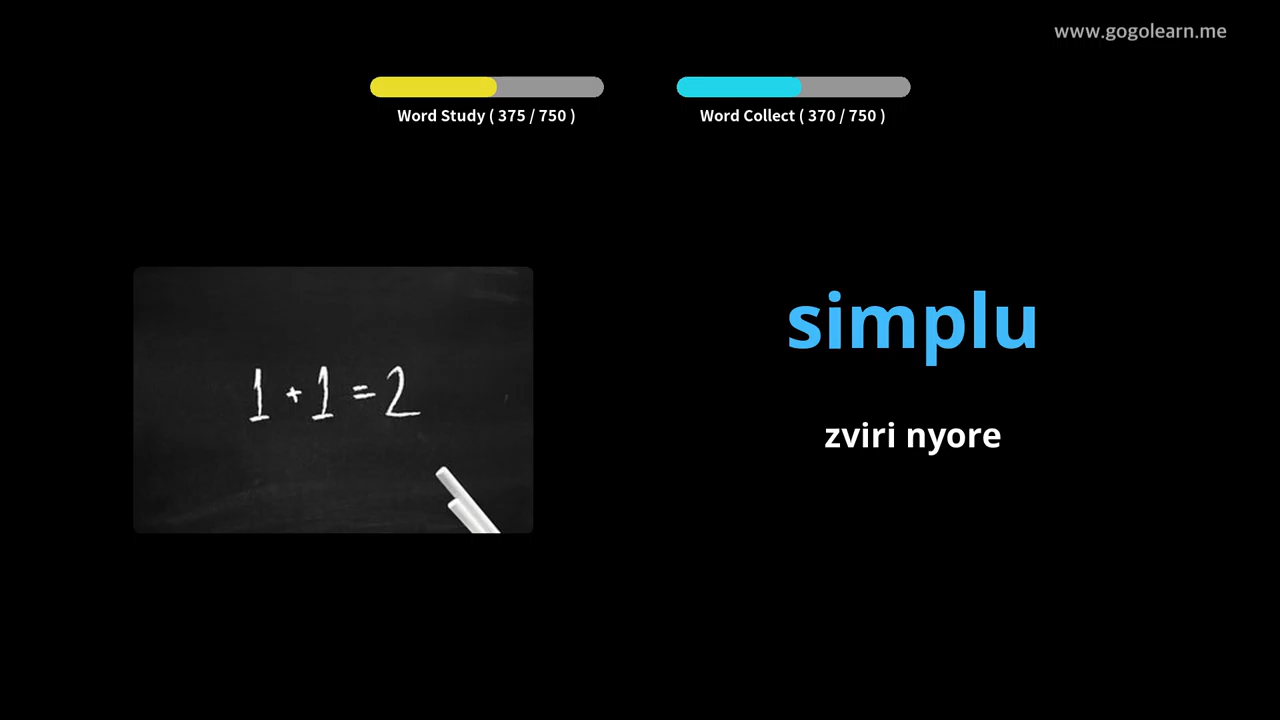 www.gogolearn.me
Word Study ( 375 / 750 )
Word Collect ( 370 / 750 )
1 + 1 = 2
simplu
zviri nyore